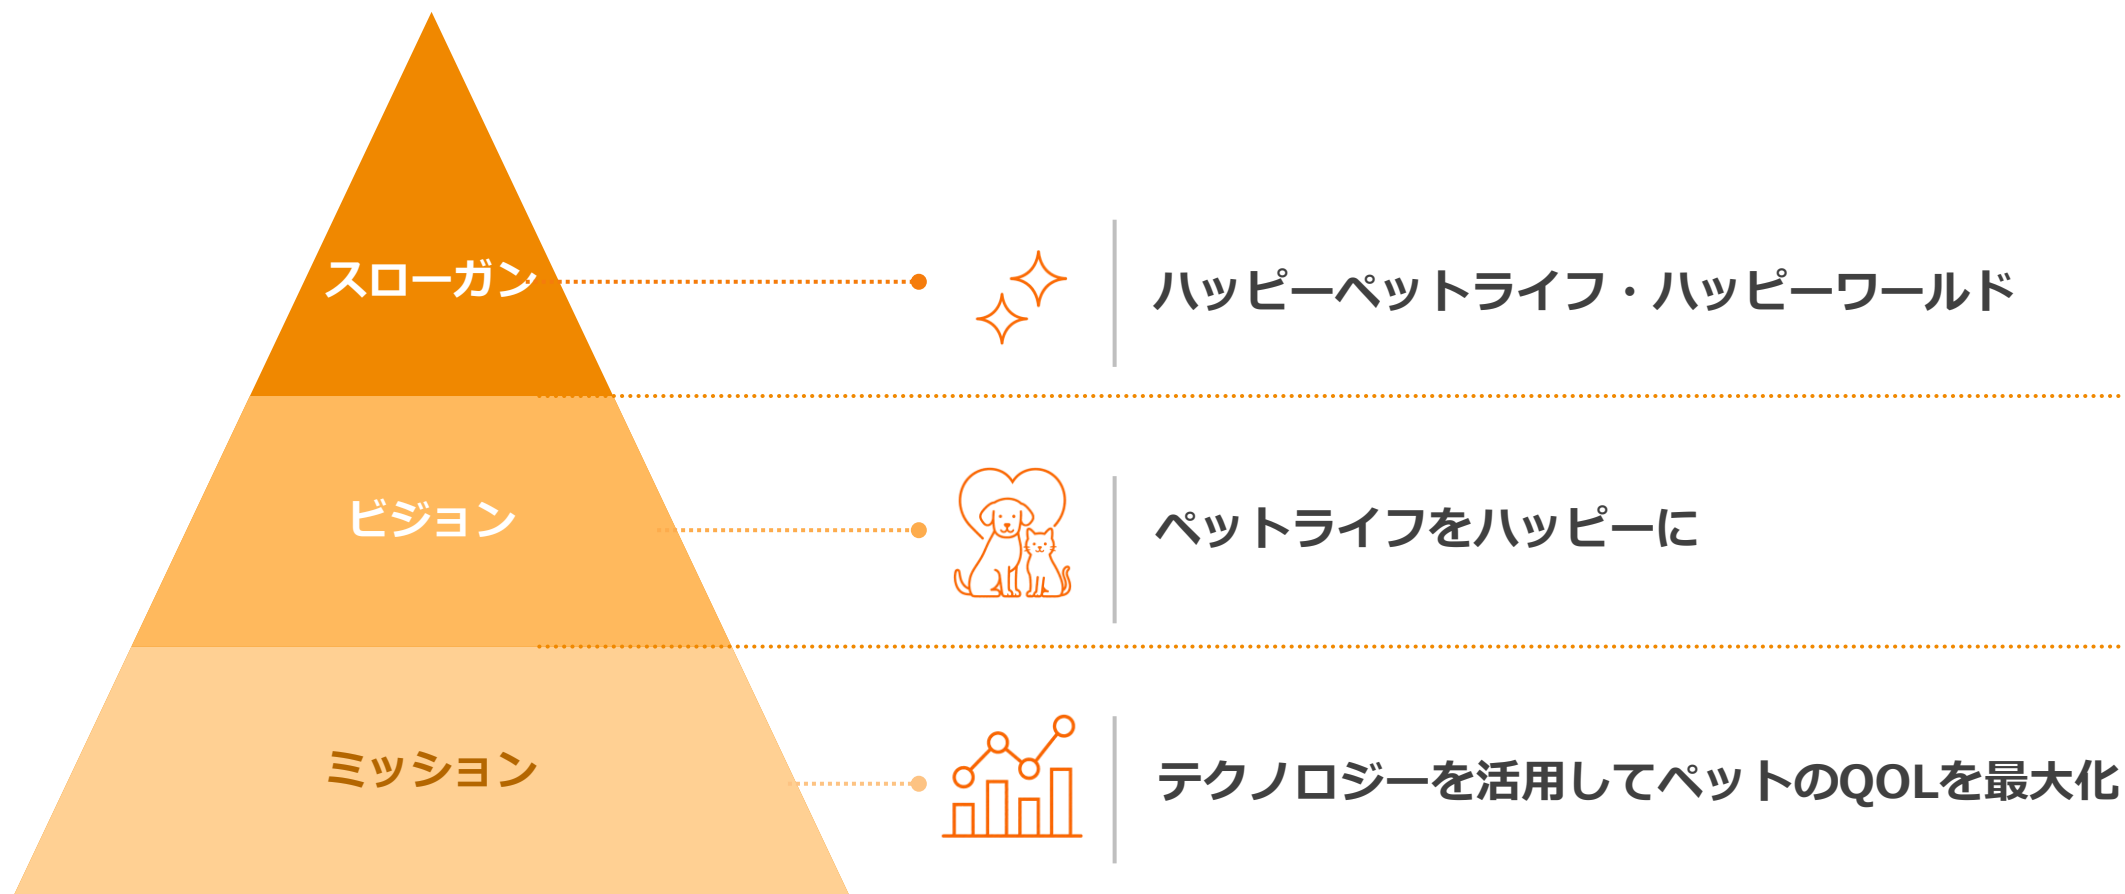 スローガン
ハッピーペットライフ・ハッピーワールド
ビジョン
ペットライフをハッピーに
ミッション
テクノロジーを活用してペットのQOLを最大化